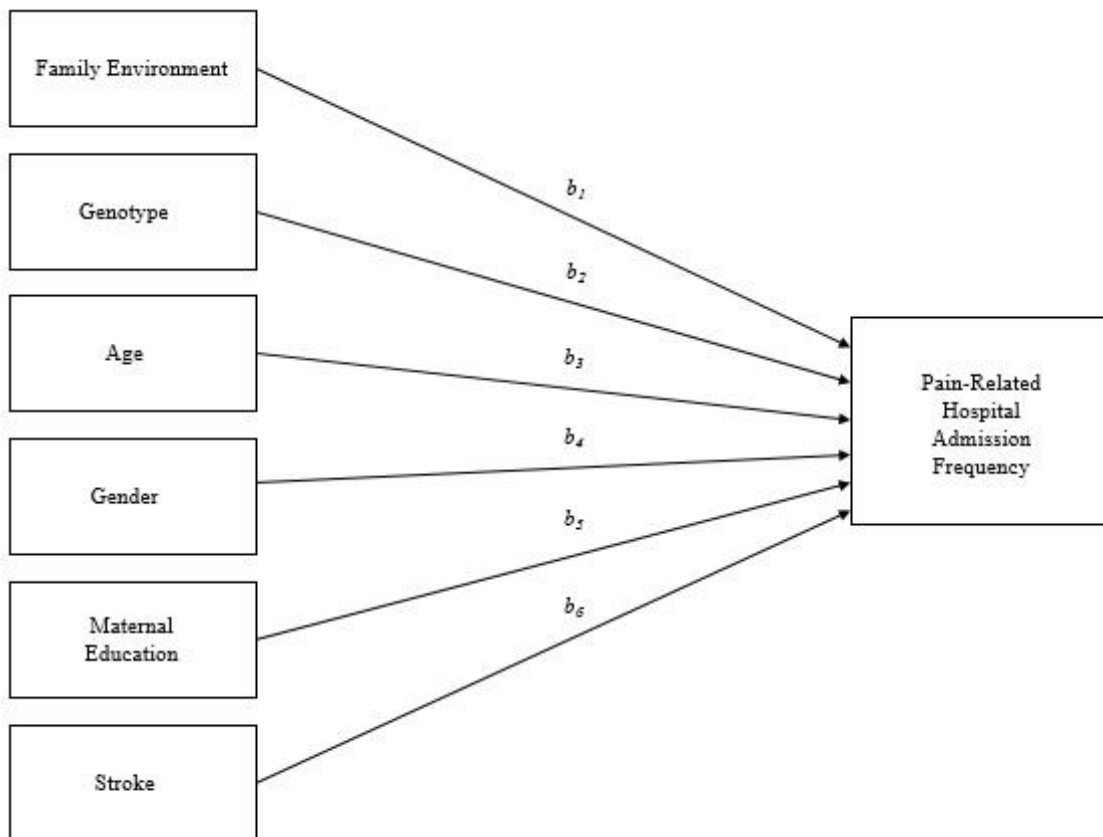 Family Environment
Genotype
Age
Gender
Maternal
Education
Stroke
b1
b2
b3
b4
b5
b6
Pain-Related
Hospital
Admission
Frequency